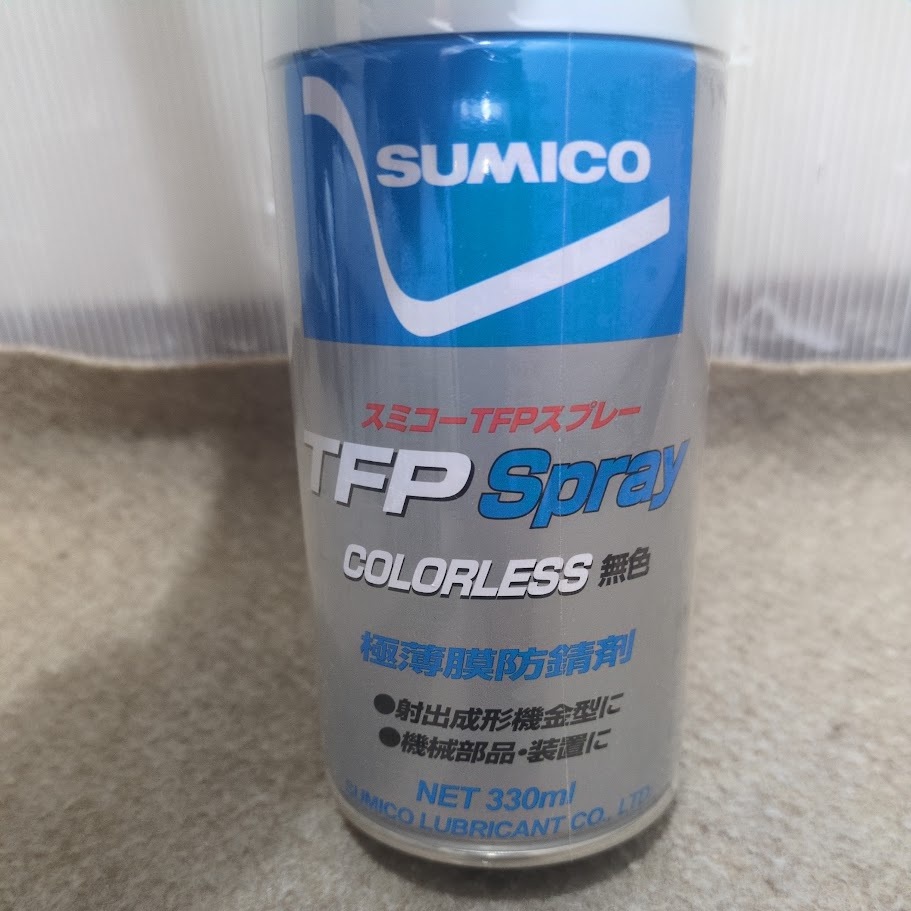 SUMICO
スミコーTFPスプレー
TFP Spray
COLORLESS 無色
極薄膜防錆剤
●射出成形機金型に
●機械部品・装置に
NET 330ml
SUMICO LUBRICANT CO., LTD.